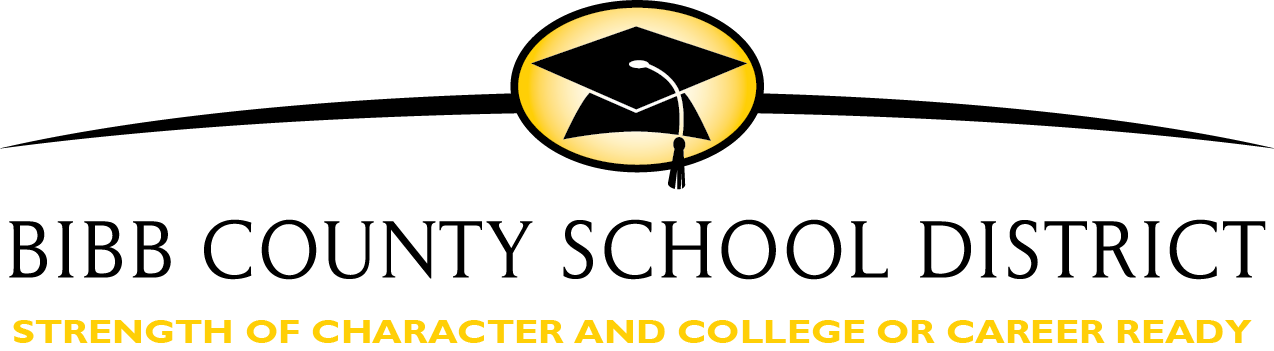 BIBB COUNTY SCHOOL DISTRICT
STRENGTH OF CHARACTER AND COLLEGE OR CAREER READY